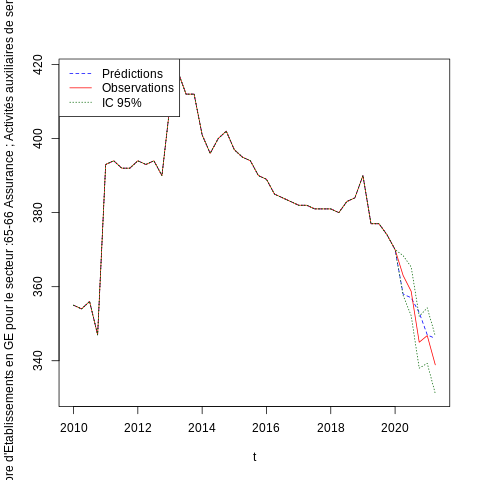 bre d'Etablissements en GE pour le secteur :65-66 Assurance ; Activités auxiliaires de ser
420
400
380
360
340
Prédictions
Observations
IC 95%
2010 2012 2014 2016 2018 2020
t